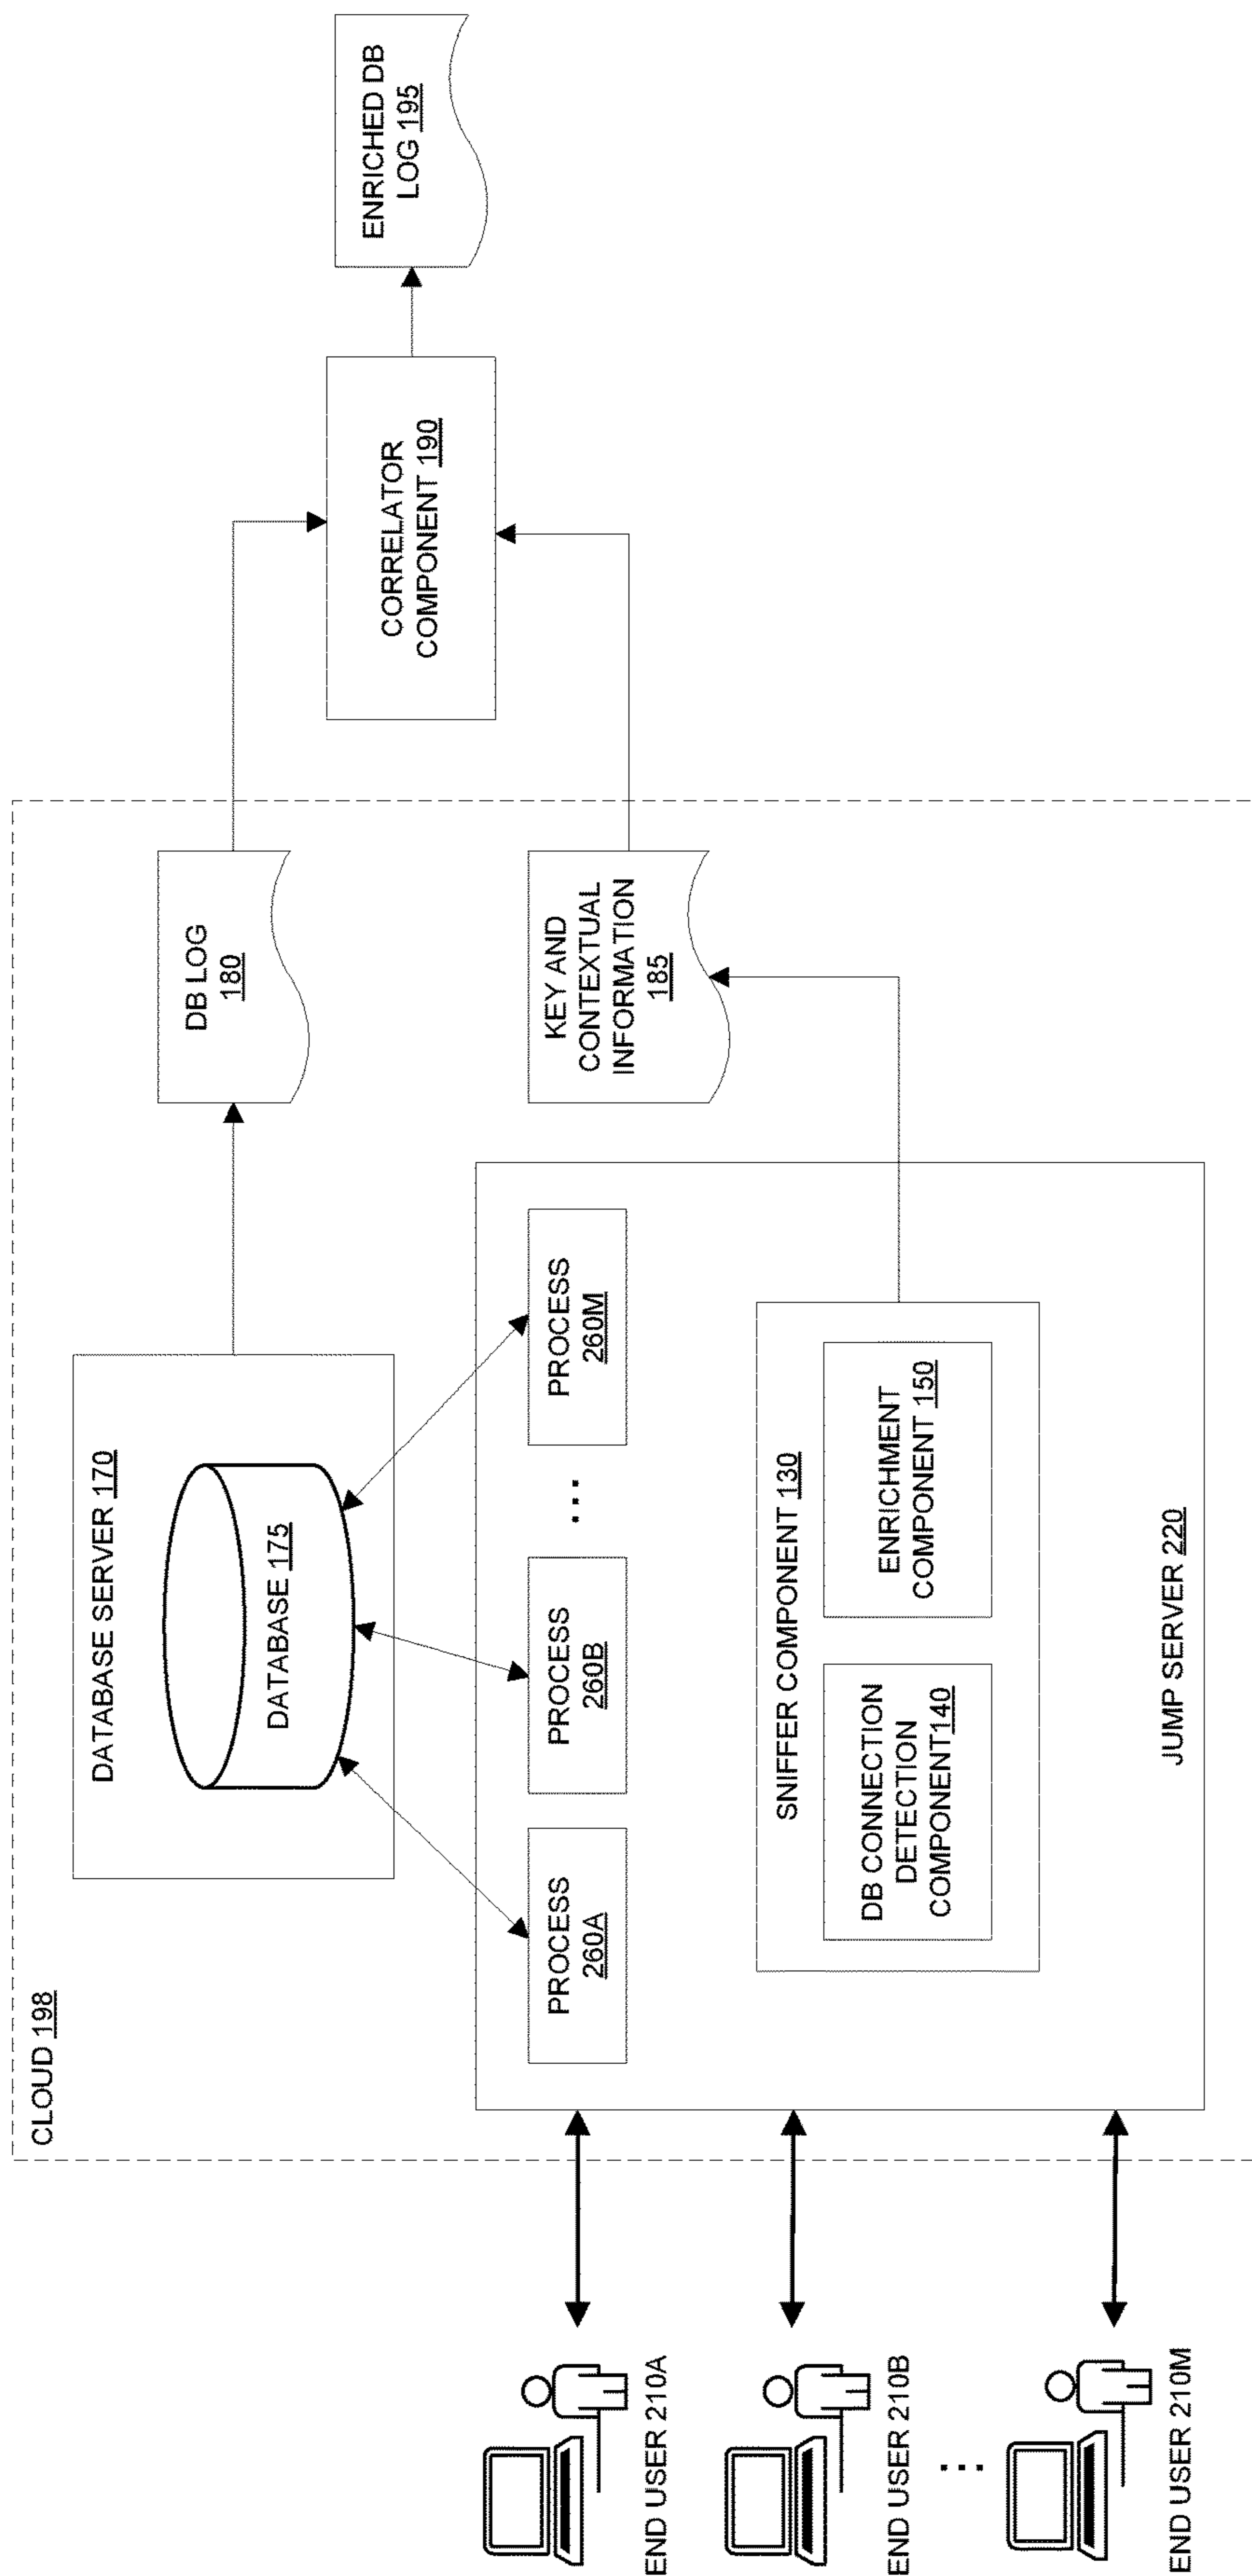 CLOUD 198
DATABASE SERVER 170
DATABASE 175
DB LOG
180
PROCESS
260A
PROCESS
260B
...
PROCESS
260M
KEY AND
CONTEXTUAL
INFORMATION
185
CORRELATOR
COMPONENT 190
ENRICHED DB
LOG 195
SNIFFER COMPONENT 130
DB CONNECTION
DETECTION
COMPONENT140
ENRICHMENT
COMPONENT 150
JUMP SERVER 220
END USER 210A
END USER 210B
...
END USER 210M